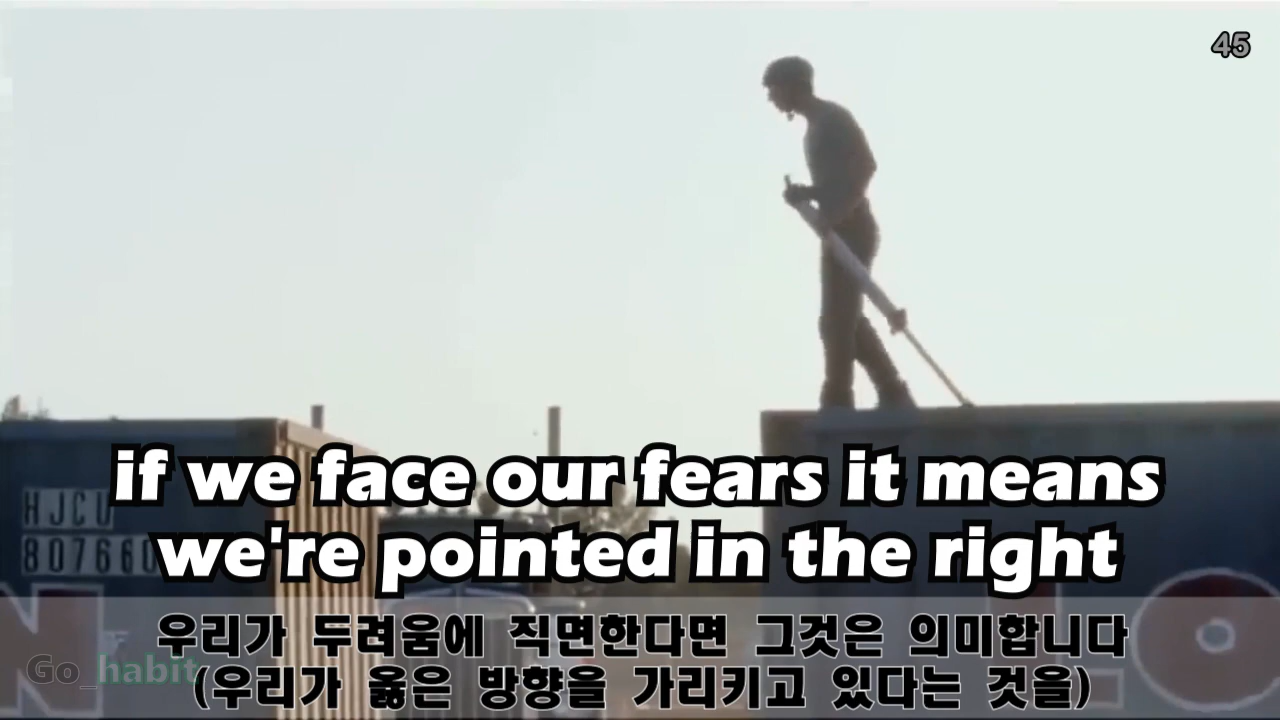 45
if we face our fears it means
we're pointed in the right
우리가 두려움에 직면한다면 그것은 의미합니다
(우리가 옳은 방향을 가리키고 있다는 것을)
Go_habit
HJCU
807660
N
LO